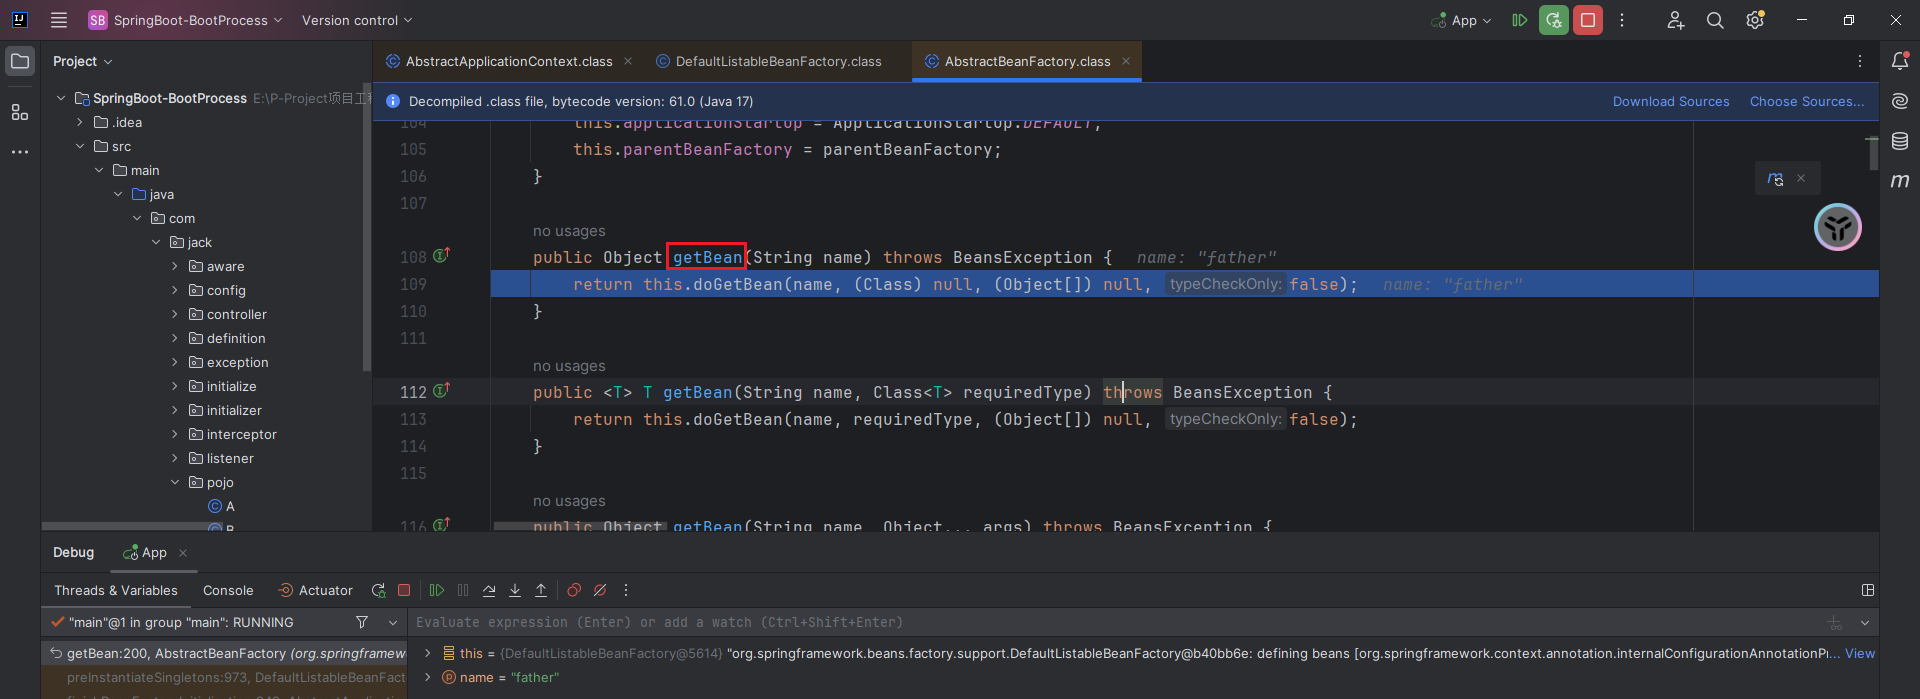 SB SpringBoot-BootProcess Version control App
Project AbstractApplicationContext.class DefaultListableBeanFactory.class AbstractBeanFactory.class
SpringBoot-BootProcess E:\P-Project项目工程
Decompiled .class file, bytecode version: 61.0 (Java 17) Download Sources Choose Sources...
.idea
src
main
java
com
jack
aware
config
controller
definition
exception
initialize
initializer
interceptor
listener
pojo
A
B
104 this.applicationStartup = ApplicationStartup.DEFAULT;
105 this.parentBeanFactory = parentBeanFactory;
106 }
107
no usages
108 public Object getBean(String name) throws BeansException { name: "father"
109 return this.doGetBean(name, (Class) null, (Object[]) null, typeCheckOnly: false); name: "father"
110 }
111
no usages
112 public <T> T getBean(String name, Class<T> requiredType) throws BeansException {
113 return this.doGetBean(name, requiredType, (Object[]) null, typeCheckOnly: false);
114 }
115
no usages
116 public Object getBean(String name, Object... args) throws BeansException {
Debug App
Threads & Variables Console Actuator
"main"@1 in group "main": RUNNING
Evaluate expression (Enter) or add a watch (Ctrl+Shift+Enter)
getBean:200, AbstractBeanFactory (org.springframew
this = {DefaultListableBeanFactory@5614} "org.springframework.beans.factory.support.DefaultListableBeanFactory@b40bb6e: defining beans [org.springframework.context.annotation.internalConfigurationAnnotationPr... View
preInstantiateSingletons:973, DefaultListableBeanFact
name = "father"